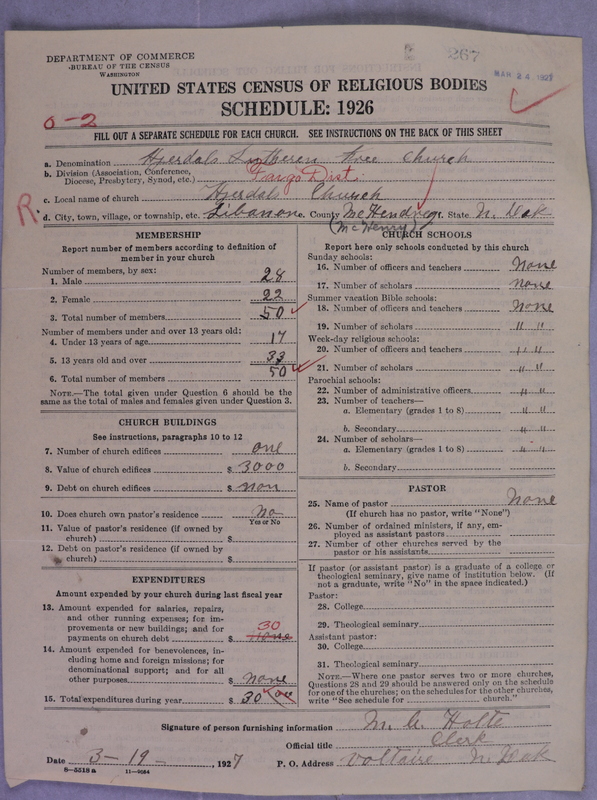 267
MAR 24 1927
DEPARTMENT OF COMMERCE
BUREAU OF THE CENSUS
WASHINGTON
UNITED STATES CENSUS OF RELIGIOUS BODIES
SCHEDULE: 1926
0-2
FILL OUT A SEPARATE SCHEDULE FOR EACH CHURCH. SEE INSTRUCTIONS ON THE BACK OF THIS SHEET
a. Denomination Hjerdals Lutheren Free Church
b. Division (Association, Conference, Diocese, Presbytery, Synod, etc.) Fargo Dist.
c. Local name of church Hjerdals Church
R. d. City, town, village, or township, etc. Libanon e. County McHendrey f. State N. Dak
(McHenry)
MEMBERSHIP
Report number of members according to definition of
member in your church
Number of members, by sex:
1. Male 28
2. Female 22
3. Total number of members 50
Number of members under and over 13 years old:
4. Under 13 years of age 17
5. 13 years old and over 33
6. Total number of members 50
NOTE.—The total given under Question 6 should be
the same as the total of males and females given under Question 3.
CHURCH BUILDINGS
See instructions, paragraphs 10 to 12
7. Number of church edifices one
8. Value of church edifices $ 3000
9. Debt on church edifices $ non
10. Does church own pastor's residence? No
Yes or No
11. Value of pastor's residence (if owned by
church) $
12. Debt on pastor's residence (if owned by
church) $
EXPENDITURES
Amount expended by your church during last fiscal year
13. Amount expended for salaries, repairs,
and other running expenses; for im-
provements or new buildings; and for 30
payments on church debt $ None
14. Amount expended for benevolences, in-
cluding home and foreign missions; for
denominational support; and for all
other purposes $ None
15. Total expenditures during year $ 30 00
CHURCH SCHOOLS
Report here only schools conducted by this church
Sunday schools:
16. Number of officers and teachers None
17. Number of scholars None
Summer vacation Bible schools:
18. Number of officers and teachers None
19. Number of scholars " "
Week-day religious schools:
20. Number of officers and teachers " "
21. Number of scholars " "
Parochial schools:
22. Number of administrative officers " "
23. Number of teachers—
a. Elementary (grades 1 to 8) " "
b. Secondary " "
24. Number of scholars—
a. Elementary (grades 1 to 8) " "
b. Secondary
PASTOR
25. Name of pastor None
(If church has no pastor, write "None")
26. Number of ordained ministers, if any, em-
ployed as assistant pastors
27. Number of other churches served by the
pastor or his assistants
If pastor (or assistant pastor) is a graduate of a college or
theological seminary, give name of institution below. (If
not a graduate, write "No" in the space indicated.)
Pastor:
28. College
29. Theological seminary
Assistant pastor:
30. College
31. Theological seminary
NOTE.—Where one pastor serves two or more churches,
Questions 28 and 29 should be answered only on the schedule
for one of the churches; on the schedules for the other churches,
write "See schedule for church."
Signature of person furnishing information M. C. Holte
Official title Clerk
Date 3-19-, 1927 P. O. Address Voltaire N. Dak
8-5518 a 11-9684